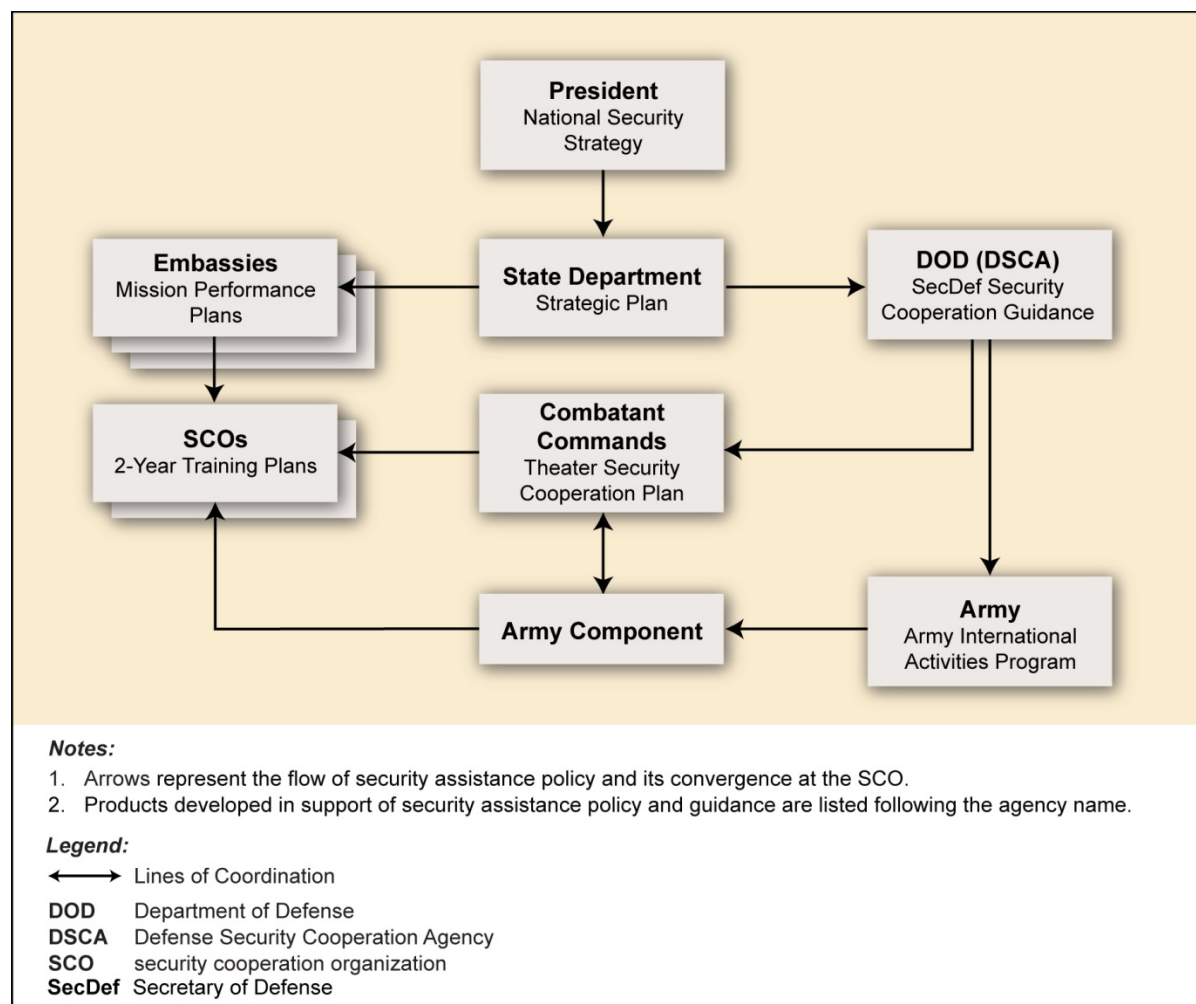 President
National Security
Strategy
Embassies
Mission Performance
Plans
State Department
Strategic Plan
DOD (DSCA)
SecDef Security
Cooperation Guidance
SCOs
2-Year Training Plans
Combatant
Commands
Theater Security
Cooperation Plan
Army Component
Army
Army International
Activities Program
Notes:
1. Arrows represent the flow of security assistance policy and its convergence at the SCO.
2. Products developed in support of security assistance policy and guidance are listed following the agency name.
Legend:
Lines of Coordination
DOD Department of Defense
DSCA Defense Security Cooperation Agency
SCO security cooperation organization
SecDef Secretary of Defense